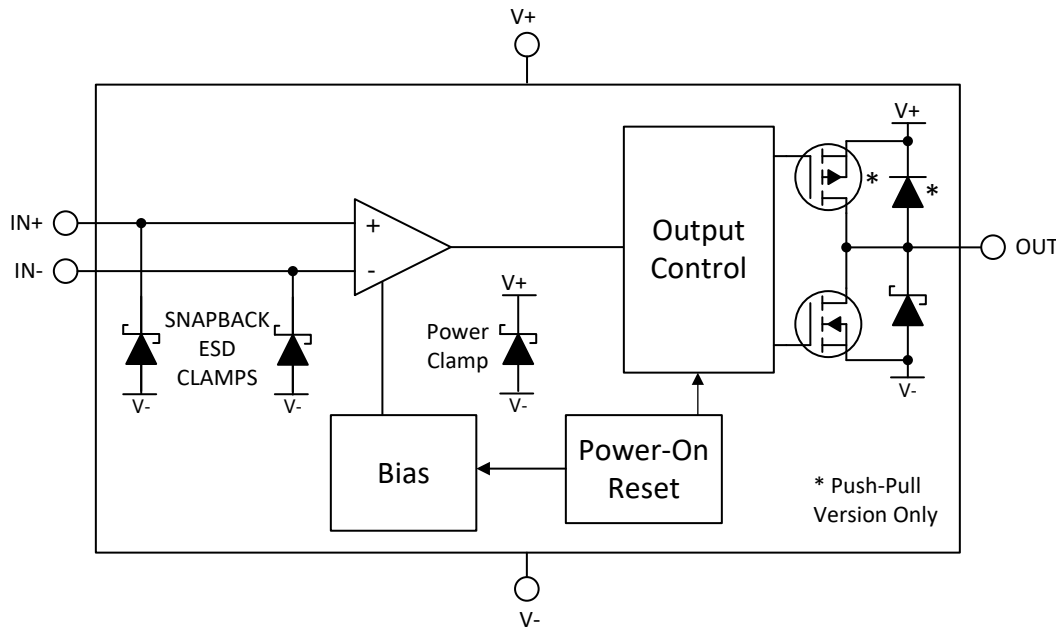 V+
IN+
IN-
+
-
SNAPBACK
ESD
CLAMPS
V-
V-
V+
Power
Clamp
V-
Output
Control
V+
*
*
OUT
V-
Bias
Power-On
Reset
* Push-Pull
Version Only
V-